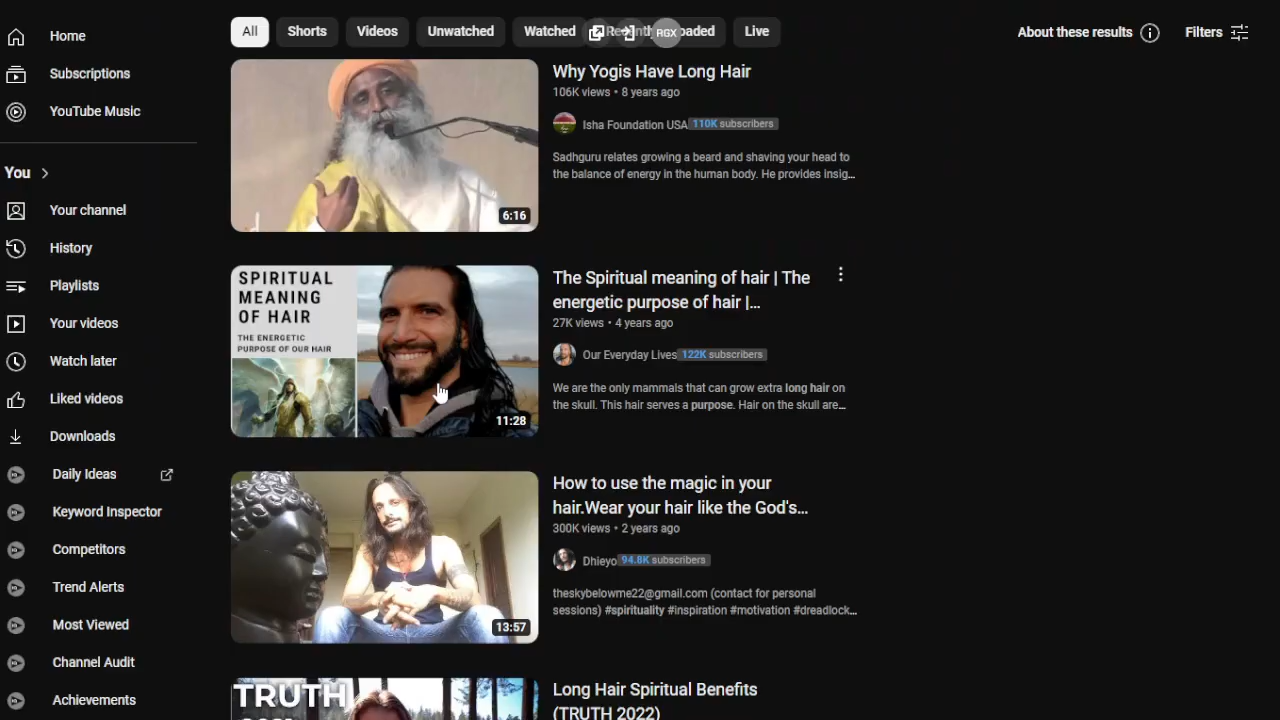 Home
Subscriptions
YouTube Music
You
Your channel
History
Playlists
Your videos
Watch later
Liked videos
Downloads
Daily Ideas
Keyword Inspector
Competitors
Trend Alerts
Most Viewed
Channel Audit
Achievements
All
Shorts
Videos
Unwatched
Watched
RGX
Live
About these results
Filters
6:16
Why Yogis Have Long Hair
106K views • 8 years ago
Isha Foundation USA 110K subscribers
Sadhguru relates growing a beard and shaving your head to
the balance of energy in the human body. He provides insig...
SPIRITUAL
MEANING
OF HAIR
THE ENERGETIC
PURPOSE OF OUR HAIR
11:28
The Spiritual meaning of hair | The
energetic purpose of hair |...
27K views • 4 years ago
Our Everyday Lives 122K subscribers
We are the only mammals that can grow extra long hair on
the skull. This hair serves a purpose. Hair on the skull are...
13:57
How to use the magic in your
hair.Wear your hair like the God's...
300K views • 2 years ago
Dhieyo 94.8K subscribers
theskybelowme22@gmail.com (contact for personal
sessions) #spirituality #inspiration #motivation #dreadlock...
TRUTH
Long Hair Spiritual Benefits
(TRUTH 2022)